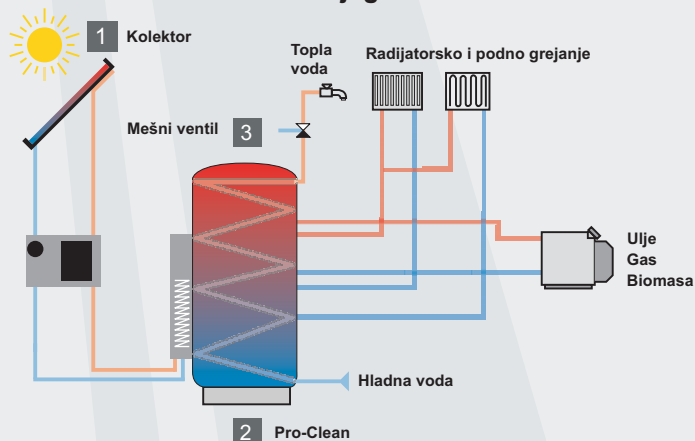 1 Kolektor
Topla
voda
Radijatorsko i podno grejanje
Mešni ventil 3
Ulje
Gas
Biomasa
Hladna voda
2 Pro-Clean